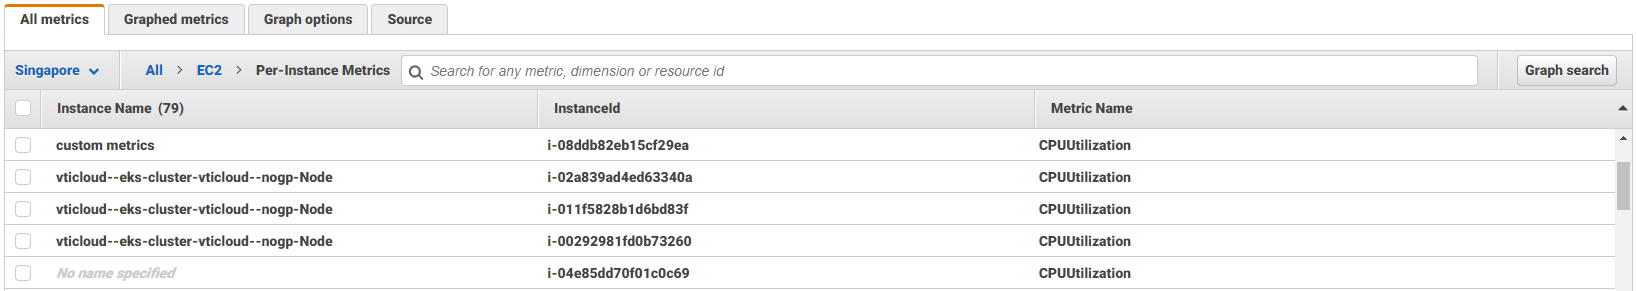 All metrics Graphed metrics Graph options Source
Singapore All > EC2 > Per-Instance Metrics Search for any metric, dimension or resource id Graph search
Instance Name (79) InstanceId Metric Name
custom metrics i-08ddb82eb15cf29ea CPUUtilization
vticloud--eks-cluster-vticloud--nogp-Node i-02a839ad4ed63340a CPUUtilization
vticloud--eks-cluster-vticloud--nogp-Node i-011f5828b1d6bd83f CPUUtilization
vticloud--eks-cluster-vticloud--nogp-Node i-00292981fd0b73260 CPUUtilization
No name specified i-04e85dd70f01c0c69 CPUUtilization